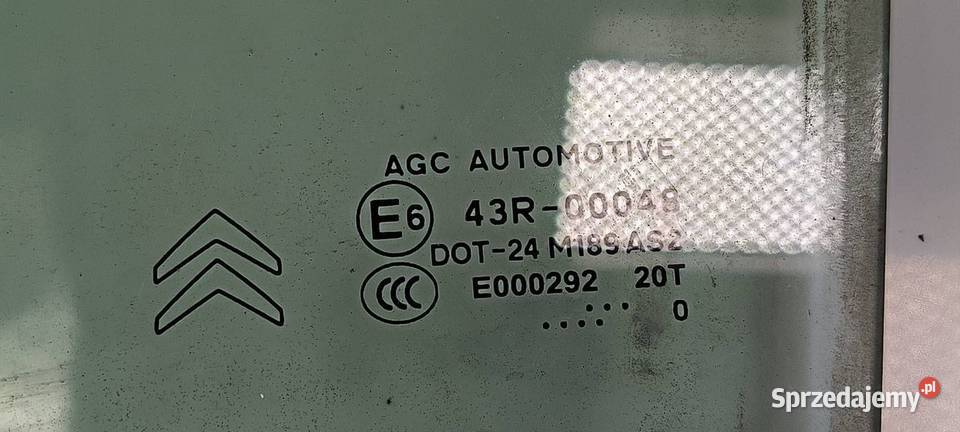 AGC AUTOMOTIVE
E6 43R-00048
DOT-24 M189 AS2
CCC E000292 20T
0
Sprzedajemy.pl